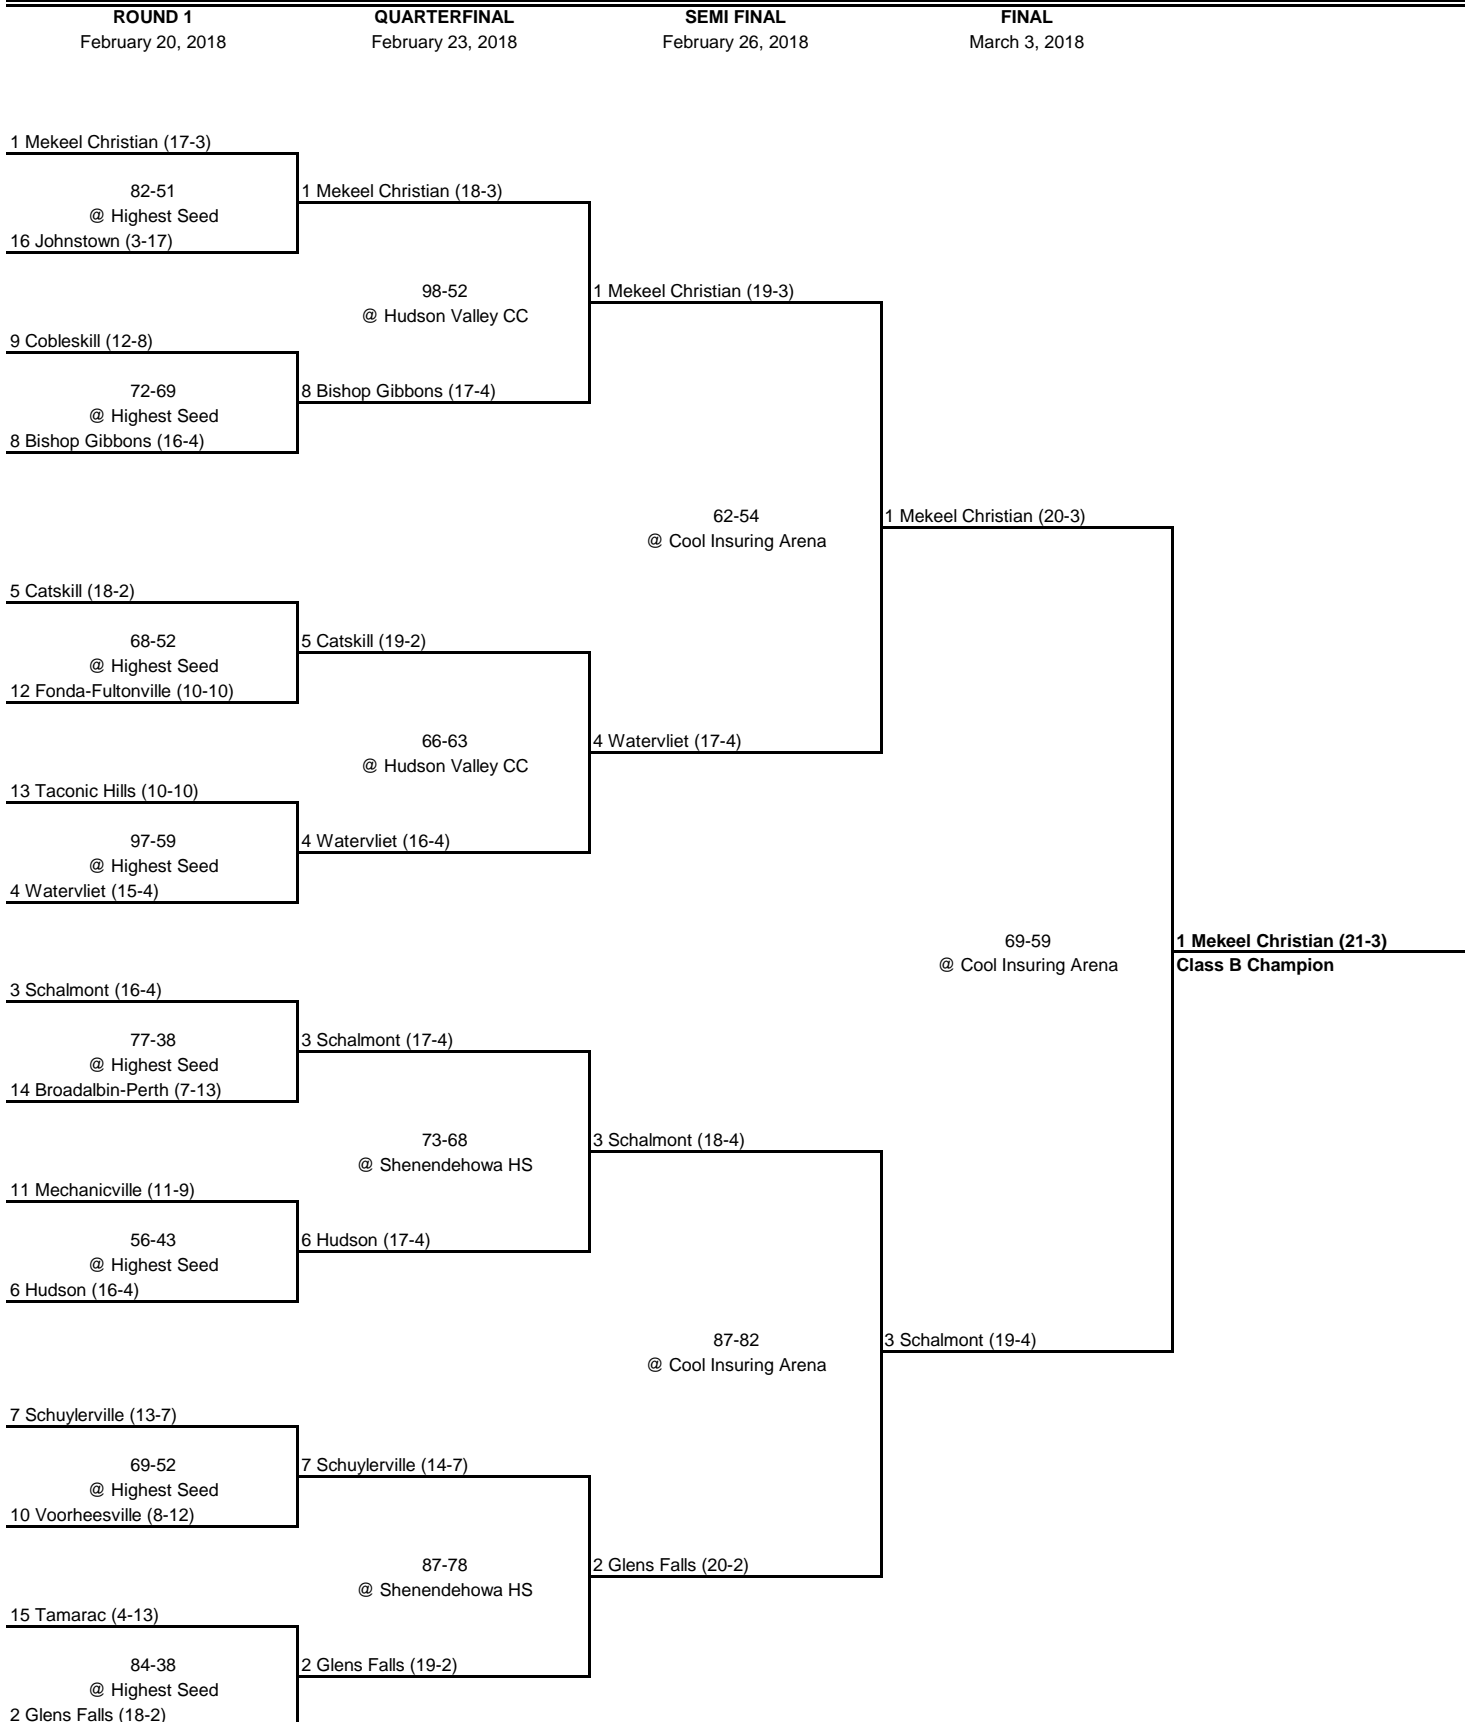 ROUND 1
February 20, 2018
QUARTERFINAL
February 23, 2018
SEMI FINAL
February 26, 2018
FINAL
March 3, 2018
1 Mekeel Christian (17-3)
82-51
@ Highest Seed
16 Johnstown (3-17)
1 Mekeel Christian (18-3)
98-52
@ Hudson Valley CC
1 Mekeel Christian (19-3)
9 Cobleskill (12-8)
72-69
@ Highest Seed
8 Bishop Gibbons (16-4)
8 Bishop Gibbons (17-4)
62-54
@ Cool Insuring Arena
1 Mekeel Christian (20-3)
5 Catskill (18-2)
68-52
@ Highest Seed
12 Fonda-Fultonville (10-10)
5 Catskill (19-2)
66-63
@ Hudson Valley CC
4 Watervliet (17-4)
13 Taconic Hills (10-10)
97-59
@ Highest Seed
4 Watervliet (15-4)
4 Watervliet (16-4)
69-59
@ Cool Insuring Arena
1 Mekeel Christian (21-3)
Class B Champion
3 Schalmont (16-4)
77-38
@ Highest Seed
14 Broadalbin-Perth (7-13)
3 Schalmont (17-4)
73-68
@ Shenendehowa HS
3 Schalmont (18-4)
11 Mechanicville (11-9)
56-43
@ Highest Seed
6 Hudson (16-4)
6 Hudson (17-4)
87-82
@ Cool Insuring Arena
3 Schalmont (19-4)
7 Schuylerville (13-7)
69-52
@ Highest Seed
10 Voorheesville (8-12)
7 Schuylerville (14-7)
87-78
@ Shenendehowa HS
2 Glens Falls (20-2)
15 Tamarac (4-13)
84-38
@ Highest Seed
2 Glens Falls (18-2)
2 Glens Falls (19-2)